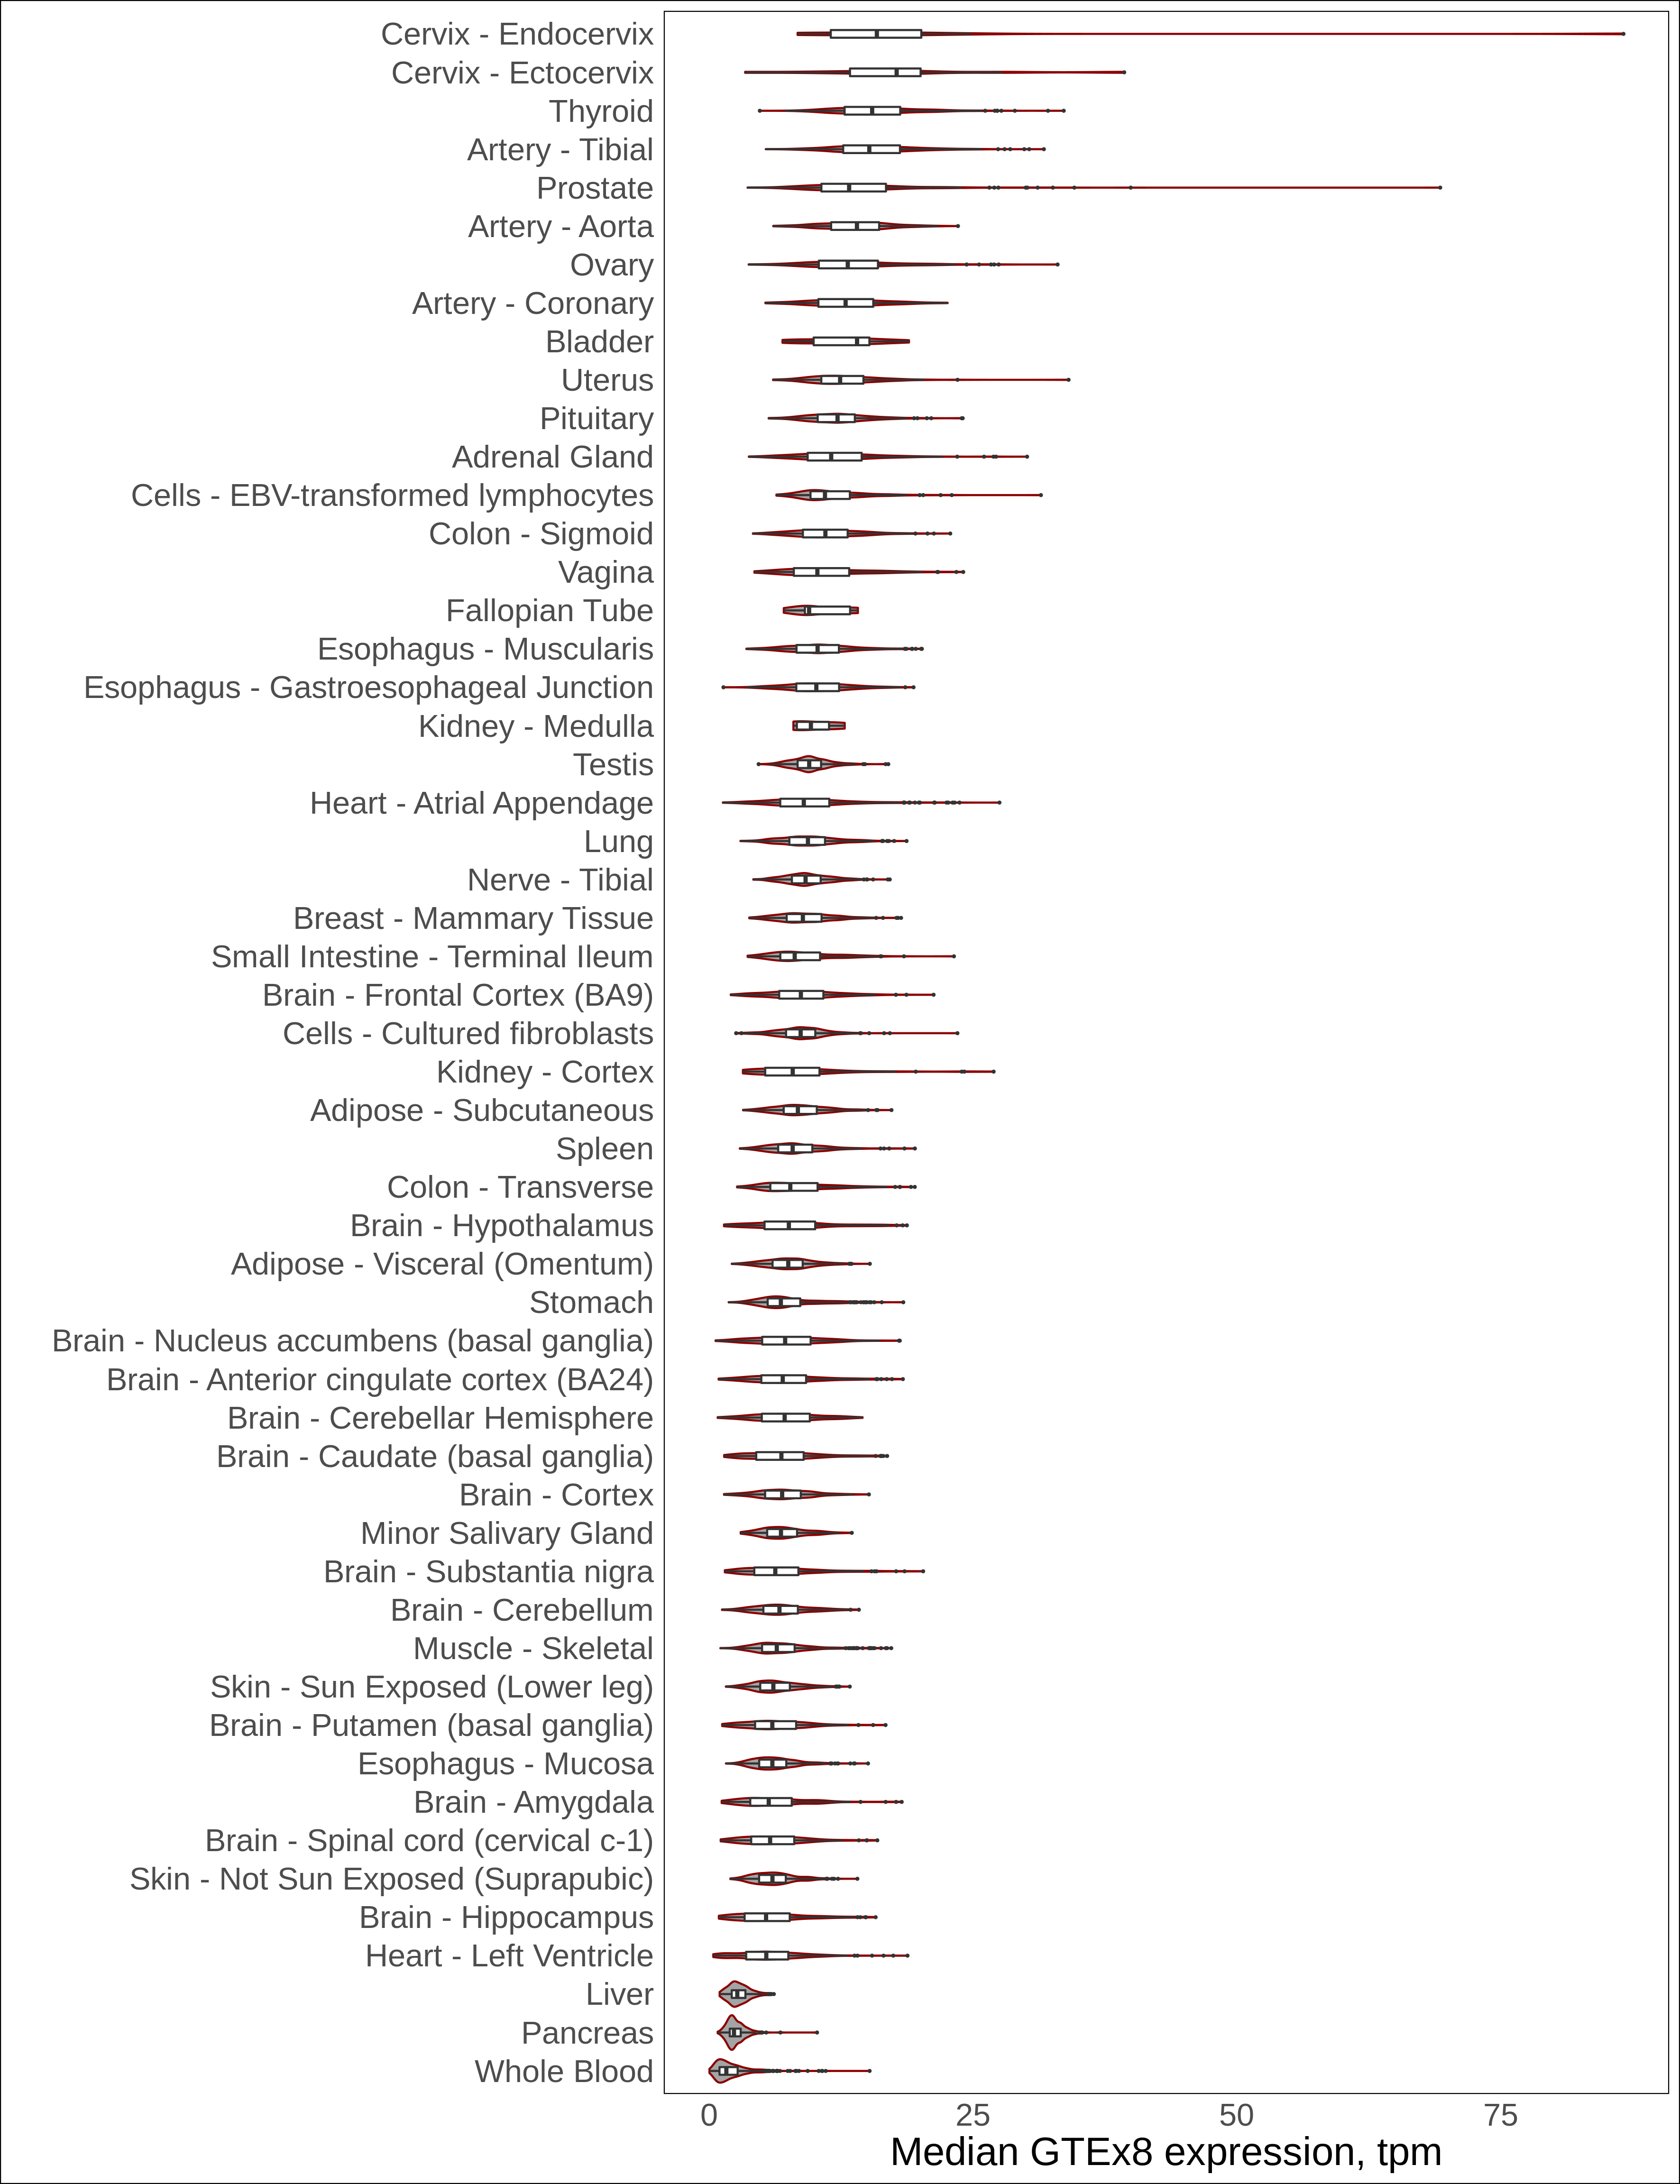 Cervix - Endocervix
Cervix - Ectocervix
Thyroid
Artery - Tibial
Prostate
Artery - Aorta
Ovary
Artery - Coronary
Bladder
Uterus
Pituitary
Adrenal Gland
Cells - EBV-transformed lymphocytes
Colon - Sigmoid
Vagina
Fallopian Tube
Esophagus - Muscularis
Esophagus - Gastroesophageal Junction
Kidney - Medulla
Testis
Heart - Atrial Appendage
Lung
Nerve - Tibial
Breast - Mammary Tissue
Small Intestine - Terminal Ileum
Brain - Frontal Cortex (BA9)
Cells - Cultured fibroblasts
Kidney - Cortex
Adipose - Subcutaneous
Spleen
Colon - Transverse
Brain - Hypothalamus
Adipose - Visceral (Omentum)
Stomach
Brain - Nucleus accumbens (basal ganglia)
Brain - Anterior cingulate cortex (BA24)
Brain - Cerebellar Hemisphere
Brain - Caudate (basal ganglia)
Brain - Cortex
Minor Salivary Gland
Brain - Substantia nigra
Brain - Cerebellum
Muscle - Skeletal
Skin - Sun Exposed (Lower leg)
Brain - Putamen (basal ganglia)
Esophagus - Mucosa
Brain - Amygdala
Brain - Spinal cord (cervical c-1)
Skin - Not Sun Exposed (Suprapubic)
Brain - Hippocampus
Heart - Left Ventricle
Liver
Pancreas
Whole Blood
0 25 50 75
Median GTEx8 expression, tpm